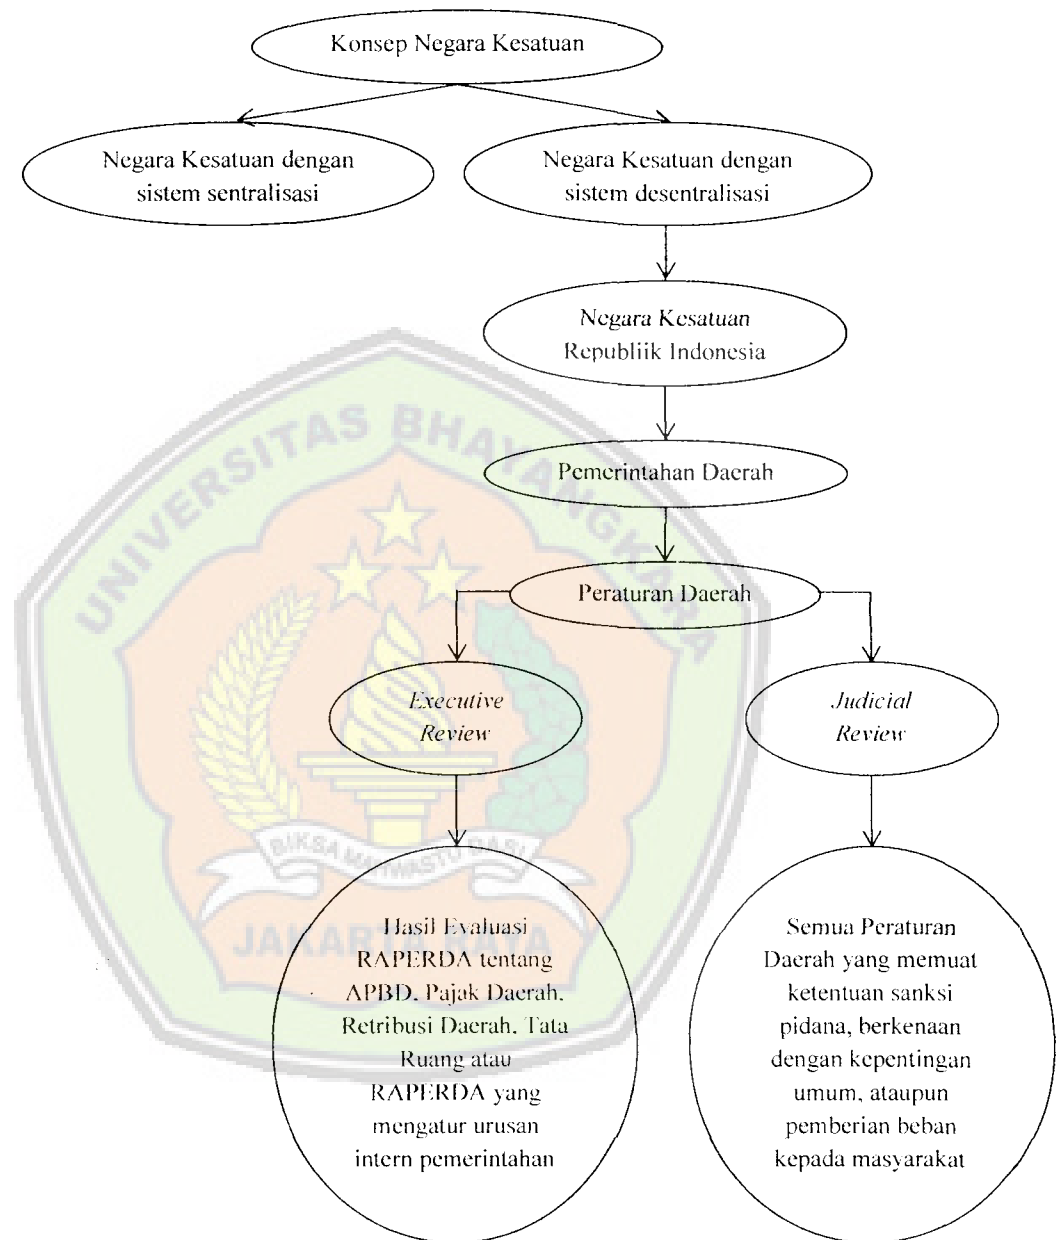 Konsep Negara Kesatuan
Negara Kesatuan dengan
sistem sentralisasi
Negara Kesatuan dengan
sistem desentralisasi
Negara Kesatuan
Republiik Indonesia
Pemerintahan Daerah
Peraturan Daerah
Executive
Review
Judicial
Review
Hasil Evaluasi
RAPERDA tentang
APBD, Pajak Daerah,
Retribusi Daerah, Tata
Ruang atau
RAPERDA yang
mengatur urusan
intern pemerintahan
Semua Peraturan
Daerah yang memuat
ketentuan sanksi
pidana, berkenaan
dengan kepentingan
umum, ataupun
pemberian beban
kepada masyarakat
UNIVERSITAS BHAYANGKARA
JAKARTA RAYA